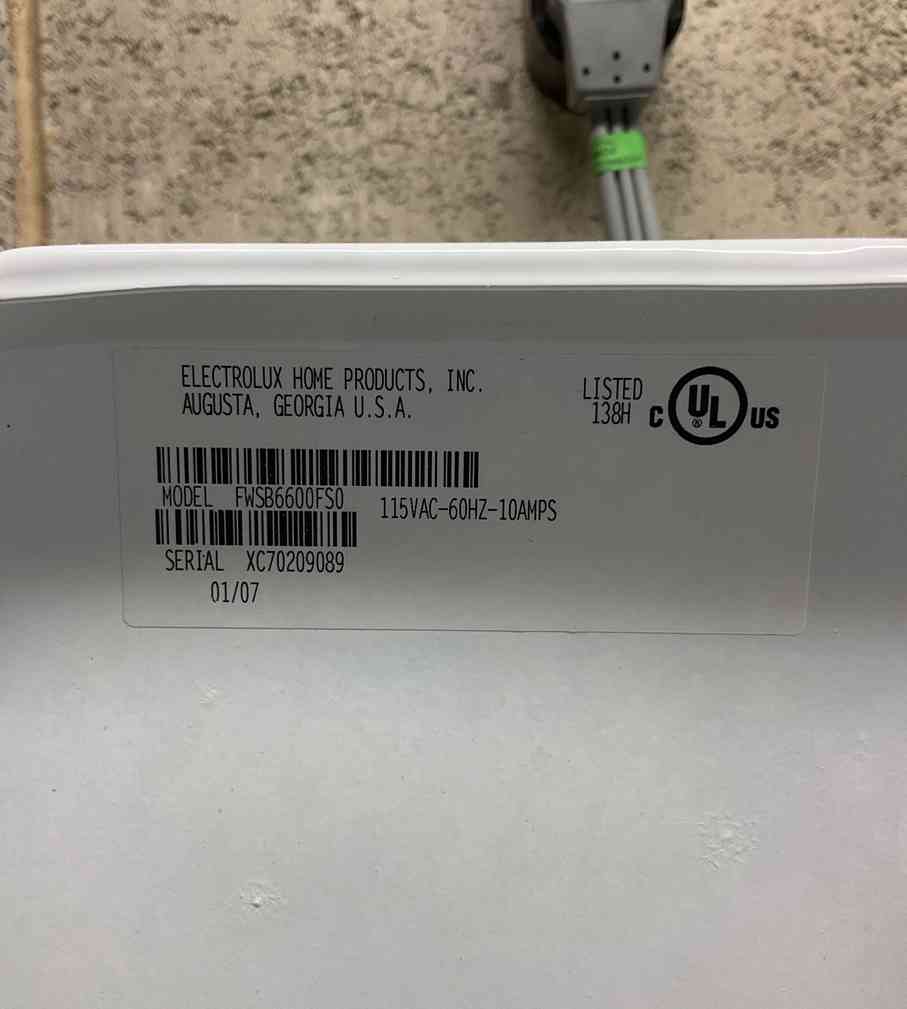 ELECTROLUX HOME PRODUCTS, INC.
AUGUSTA, GEORGIA U.S.A.
LISTED
138H
C UL® US
MODEL FWSB6600FS0 115VAC-60HZ-10AMPS
SERIAL XC70209089
01/07